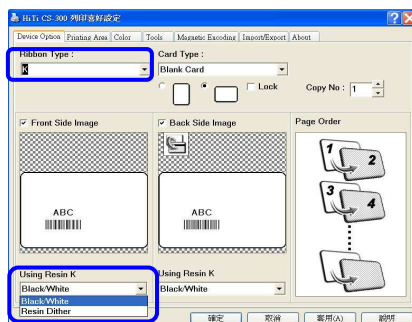 HiTi CS-300 列印喜好設定
Device Option Printing Area Color Tools Magnetic Encoding Import/Export About
Ribbon Type :
K
Card Type :
Blank Card
Lock
Copy No : 1
Front Side Image
Back Side Image
Page Order
1 2
3 4
ABC
ABC
Using Resin K
Black/White
Black/White
Resin Dither
Using Resin K
Black/White
確定 取消 套用(A) 說明